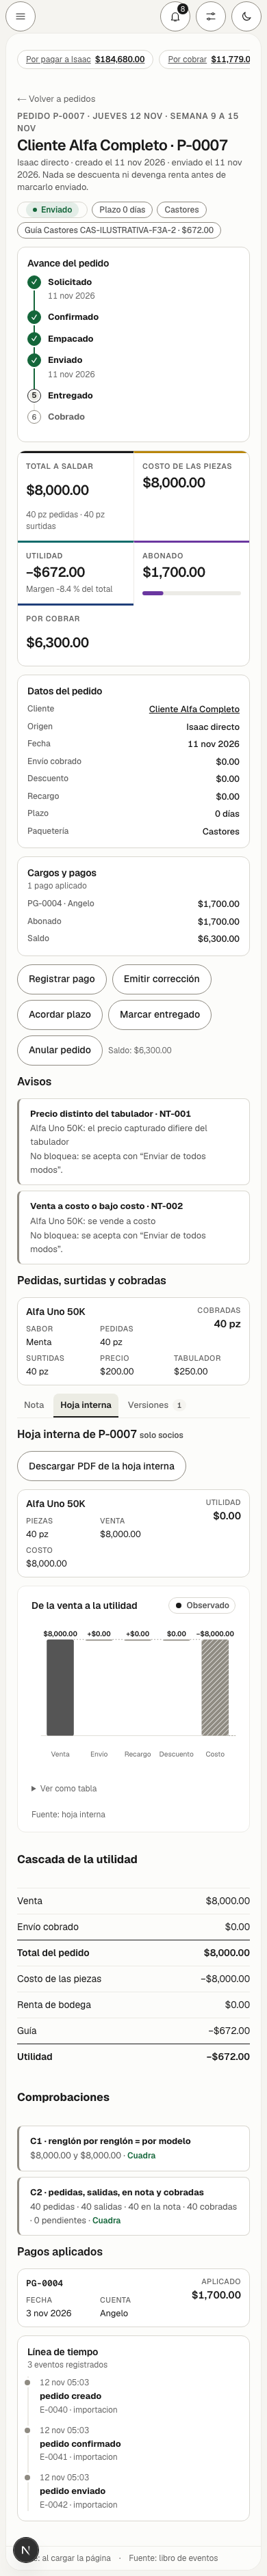 8
Por pagar a Isaac $184,680.00
Por cobrar $11,779.0
← Volver a pedidos
PEDIDO P-0007 · JUEVES 12 NOV · SEMANA 9 A 15
NOV
Cliente Alfa Completo · P-0007
Isaac directo · creado el 11 nov 2026 · enviado el 11 nov
2026. Nada se descuenta ni devenga renta antes de
marcarlo enviado.
Enviado
Plazo 0 días
Castores
Guía Castores CAS-ILUSTRATIVA-F3A-2 · $672.00
Avance del pedido
Solicitado
11 nov 2026
Confirmado
Empacado
Enviado
11 nov 2026
5 Entregado
6 Cobrado
TOTAL A SALDAR
$8,000.00
40 pz pedidas · 40 pz
surtidas
COSTO DE LAS PIEZAS
$8,000.00
UTILIDAD
−$672.00
Margen -8.4 % del total
ABONADO
$1,700.00
POR COBRAR
$6,300.00
Datos del pedido
Cliente Cliente Alfa Completo
Origen Isaac directo
Fecha 11 nov 2026
Envío cobrado $0.00
Descuento $0.00
Recargo $0.00
Plazo 0 días
Paquetería Castores
Cargos y pagos
1 pago aplicado
PG-0004 · Angelo $1,700.00
Abonado $1,700.00
Saldo $6,300.00
Registrar pago
Emitir corrección
Acordar plazo
Marcar entregado
Anular pedido
Saldo: $6,300.00
Avisos
Precio distinto del tabulador · NT-001
Alfa Uno 50K: el precio capturado difiere del
tabulador
No bloquea: se acepta con “Enviar de todos
modos”.
Venta a costo o bajo costo · NT-002
Alfa Uno 50K: se vende a costo
No bloquea: se acepta con “Enviar de todos
modos”.
Pedidas, surtidas y cobradas
Alfa Uno 50K
COBRADAS
40 pz
SABOR
Menta
PEDIDAS
40 pz
SURTIDAS
40 pz
PRECIO
$200.00
TABULADOR
$250.00
Nota
Hoja interna
Versiones 1
Hoja interna de P-0007 solo socios
Descargar PDF de la hoja interna
Alfa Uno 50K
UTILIDAD
$0.00
PIEZAS
40 pz
VENTA
$8,000.00
COSTO
$8,000.00
De la venta a la utilidad
Observado
$8,000.00 +$0.00 +$0.00 $0.00 −$8,000.00
Venta Envío Recargo Descuento Costo
▶ Ver como tabla
Fuente: hoja interna
Cascada de la utilidad
Venta $8,000.00
Envío cobrado $0.00
Total del pedido $8,000.00
Costo de las piezas −$8,000.00
Renta de bodega $0.00
Guía −$672.00
Utilidad −$672.00
Comprobaciones
C1 · renglón por renglón = por modelo
$8,000.00 y $8,000.00 · Cuadra
C2 · pedidas, salidas, en nota y cobradas
40 pedidas · 40 salidas · 40 en la nota · 40 cobradas
· 0 pendientes · Cuadra
Pagos aplicados
PG-0004
APLICADO
$1,700.00
FECHA
3 nov 2026
CUENTA
Angelo
Línea de tiempo
3 eventos registrados
12 nov 05:03
pedido creado
E-0040 · importacion
12 nov 05:03
pedido confirmado
E-0041 · importacion
12 nov 05:03
pedido enviado
E-0042 · importacion
N
al cargar la página · Fuente: libro de eventos